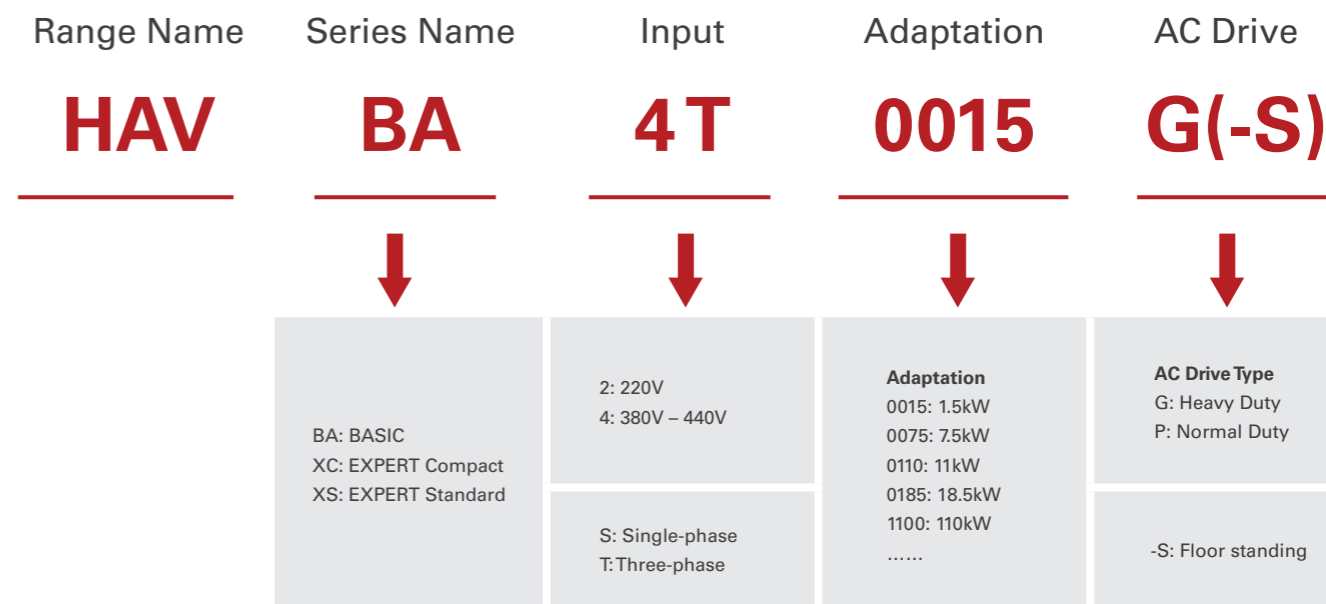 Range Name
Series Name
Input
Adaptation
AC Drive
HAV
BA
4 T
0015
G(-S)
BA: BASIC
XC: EXPERT Compact
XS: EXPERT Standard
2: 220V
4: 380V – 440V
S: Single-phase
T: Three-phase
Adaptation
0015: 1.5kW
0075: 7.5kW
0110: 11kW
0185: 18.5kW
1100: 110kW
......
AC Drive Type
G: Heavy Duty
P: Normal Duty
-S: Floor standing